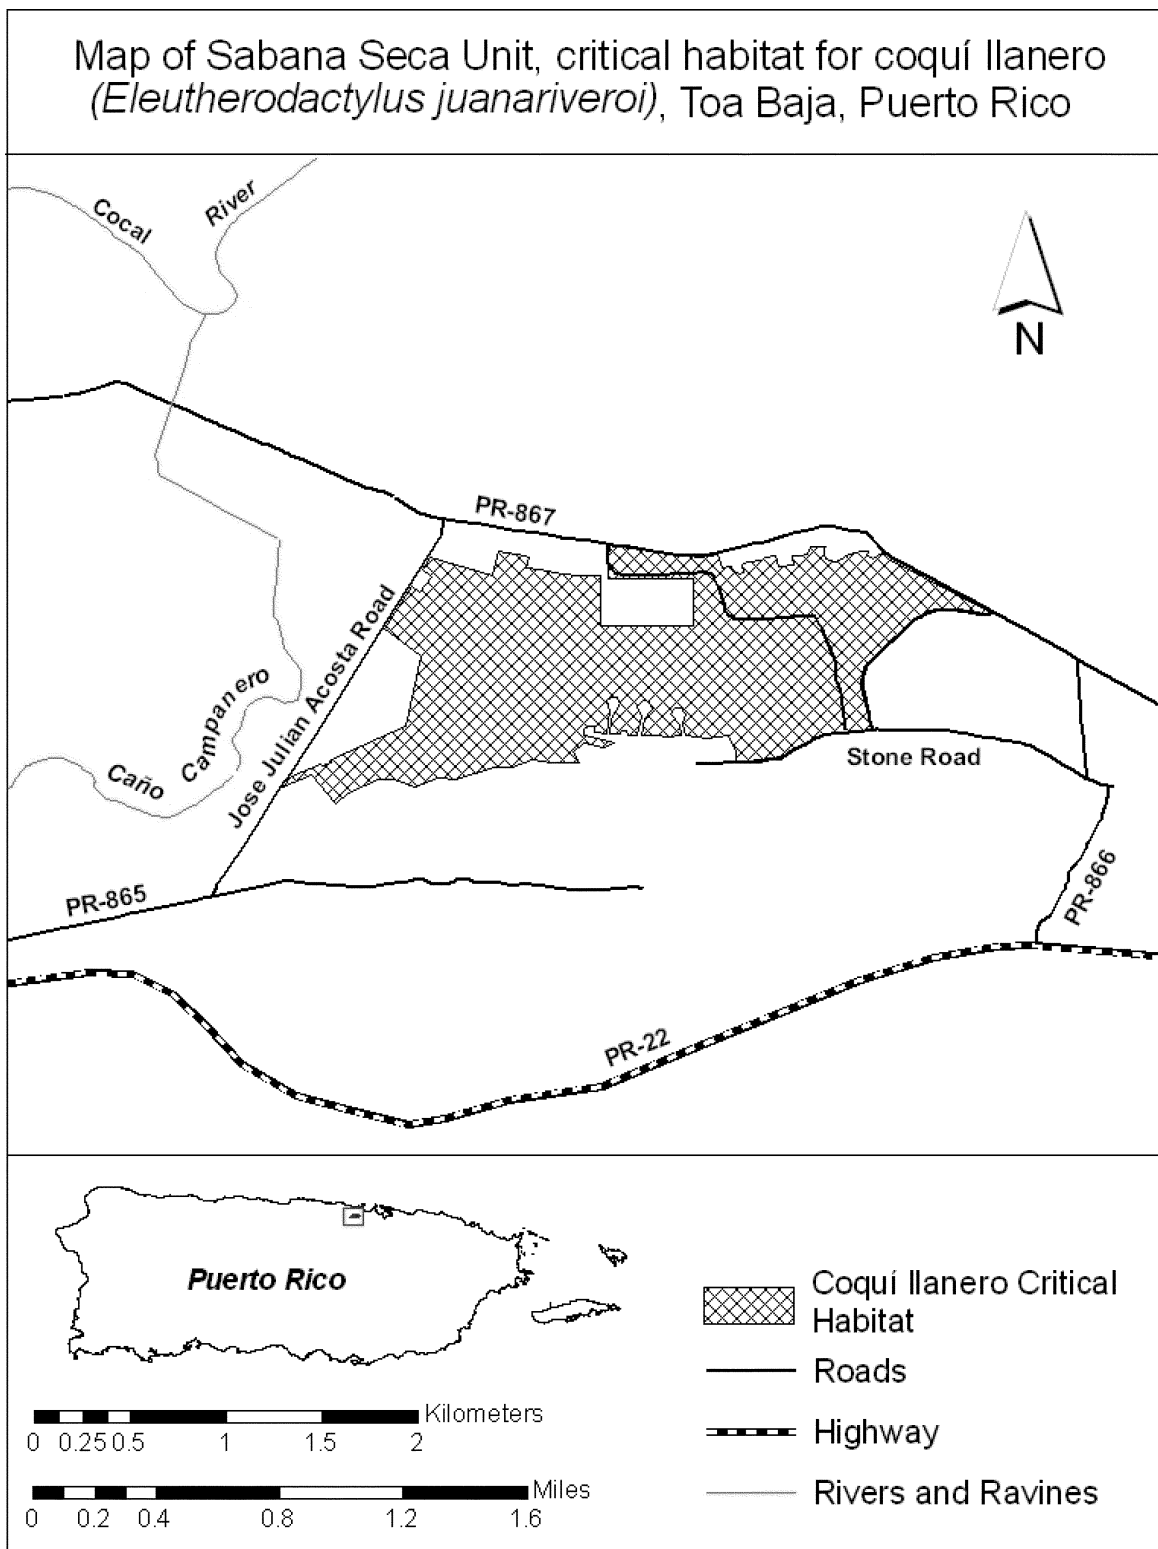 Map of Sabana Seca Unit, critical habitat for coquí llanero
(Eleutherodactylus juanariveroi), Toa Baja, Puerto Rico
Cocal River
N
PR-867
Jose Julian Acosta Road
Caño Campanero
Stone Road
PR-865
PR-866
PR-22
Puerto Rico
Coquí llanero Critical
Habitat
Roads
Highway
Rivers and Ravines
Kilometers
0 0.25 0.5 1 1.5 2
Miles
0 0.2 0.4 0.8 1.2 1.6